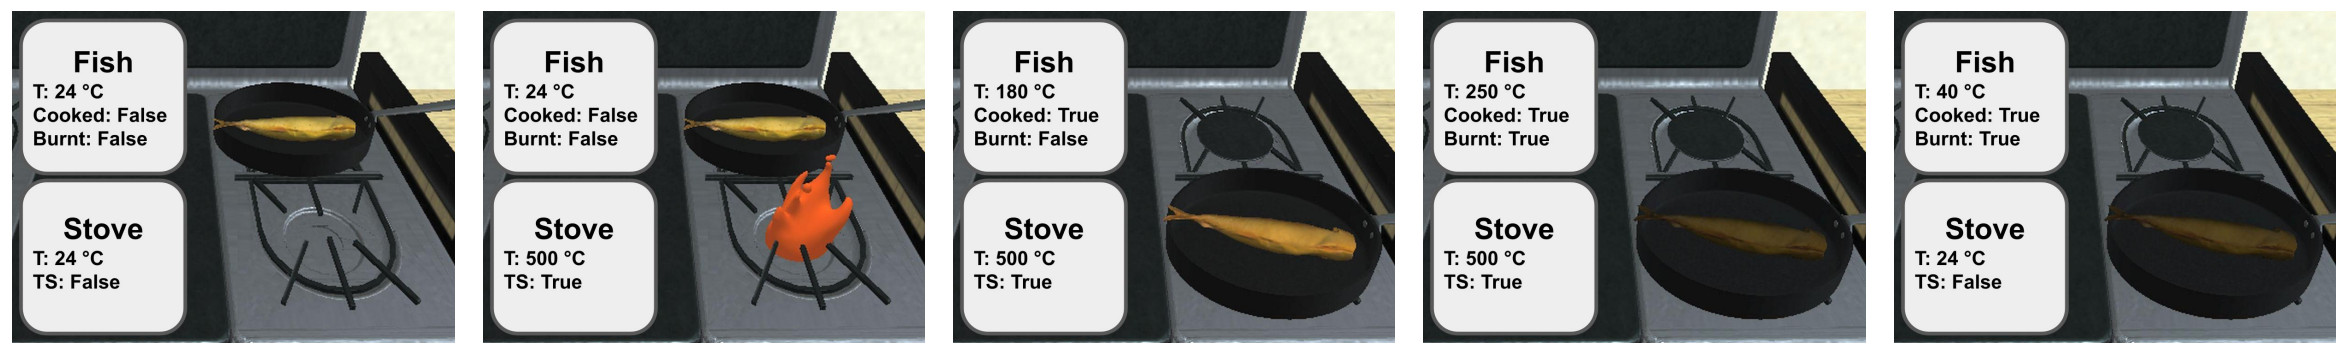 Fish
T: 24 °C
Cooked: False
Burnt: False
Stove
T: 24 °C
TS: False
Fish
T: 24 °C
Cooked: False
Burnt: False
Stove
T: 500 °C
TS: True
Fish
T: 180 °C
Cooked: True
Burnt: False
Stove
T: 500 °C
TS: True
Fish
T: 250 °C
Cooked: True
Burnt: True
Stove
T: 500 °C
TS: True
Fish
T: 40 °C
Cooked: True
Burnt: True
Stove
T: 24 °C
TS: False